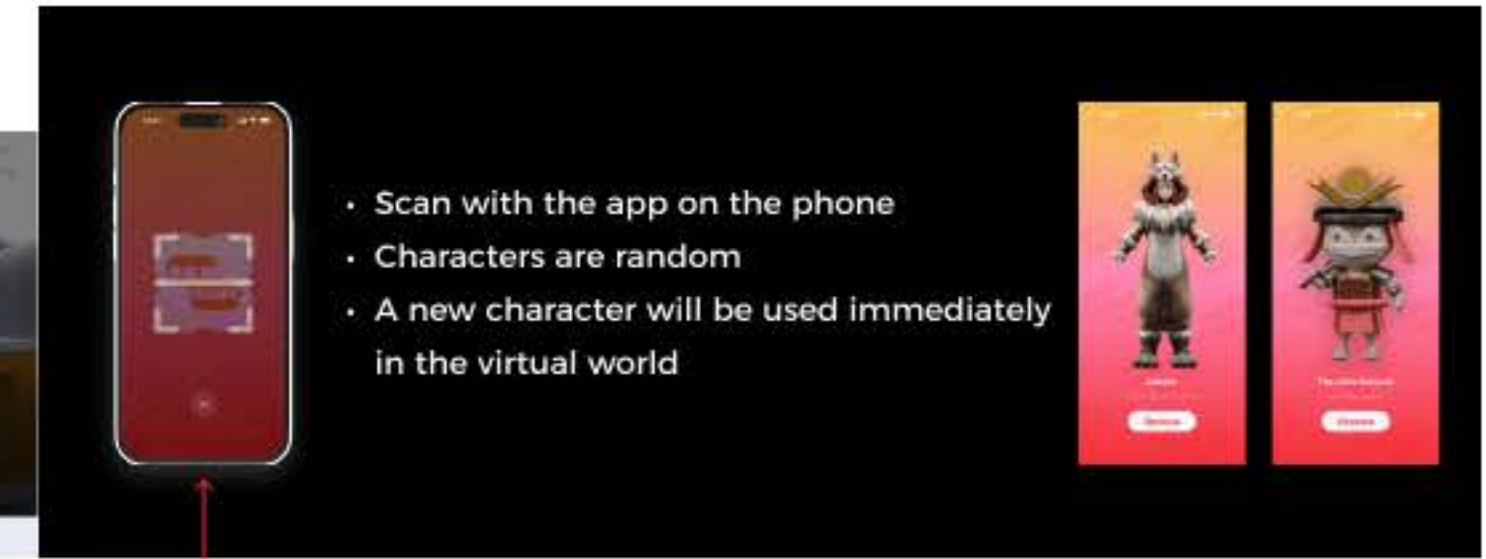 • Scan with the app on the phone
• Characters are random
• A new character will be used immediately
in the virtual world